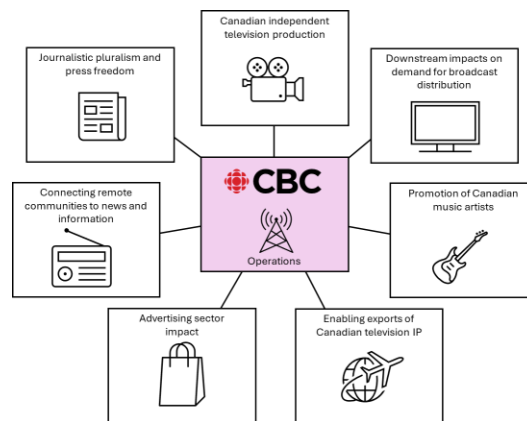 Canadian independent
television production
Journalistic pluralism and
press freedom
Downstream impacts on
demand for broadcast
distribution
CBC
Operations
Connecting remote
communities to news and
information
Promotion of Canadian
music artists
Advertising sector
impact
Enabling exports of
Canadian television IP